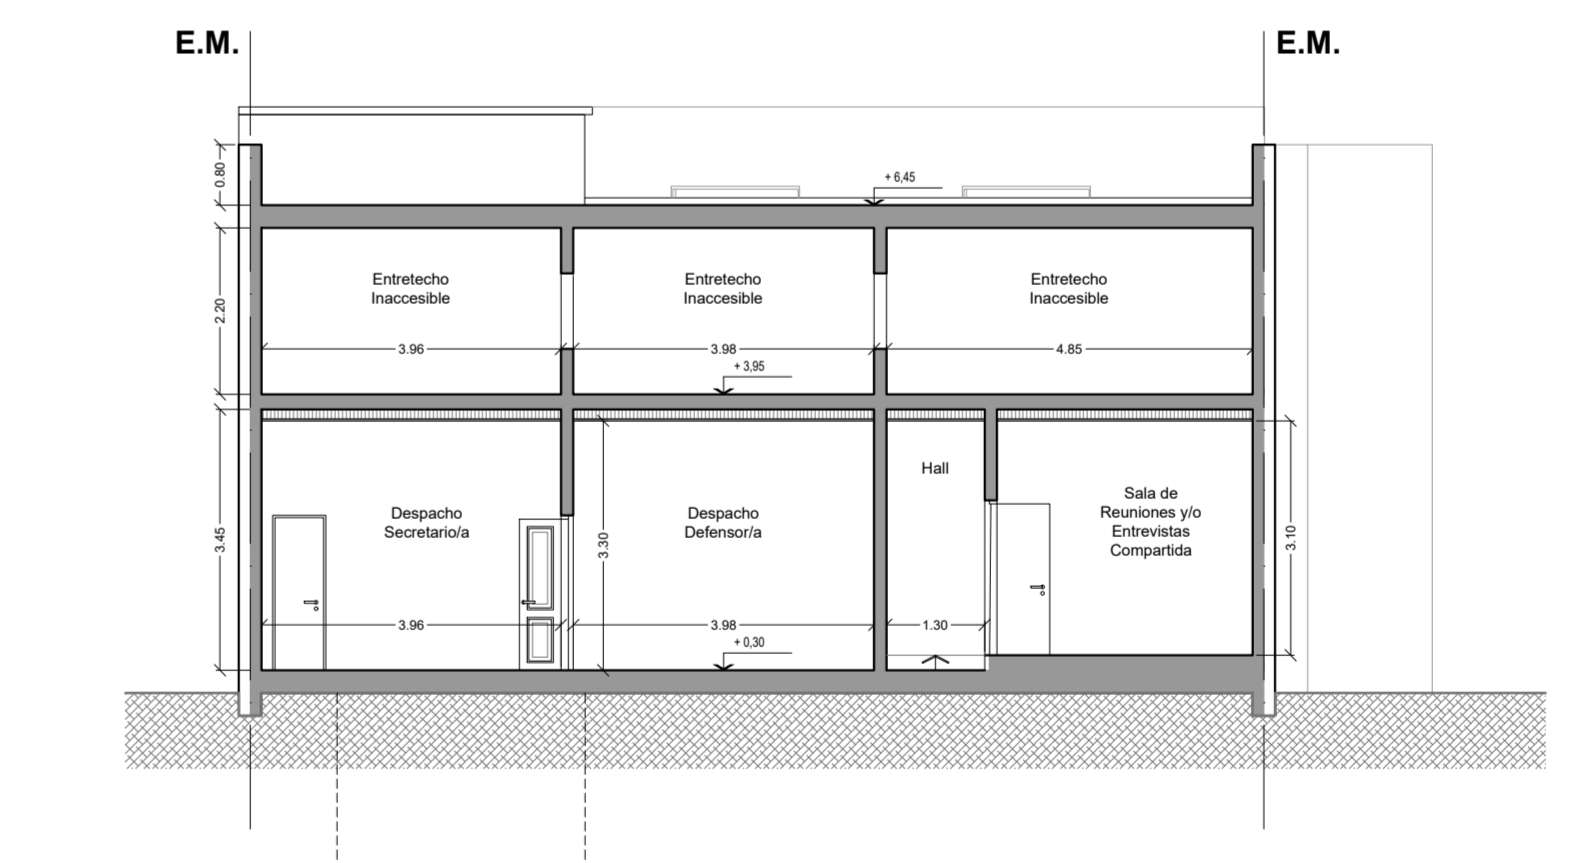 E.M.
E.M.
0.80
+ 6,45
Entretecho
Inaccesible
Entretecho
Inaccesible
Entretecho
Inaccesible
2.20
3.96
3.98
4.85
+ 3,95
Hall
Despacho
Secretario/a
Despacho
Defensor/a
Sala de
Reuniones y/o
Entrevistas
Compartida
3.45
3.30
3.10
3.96
3.98
1.30
+ 0,30